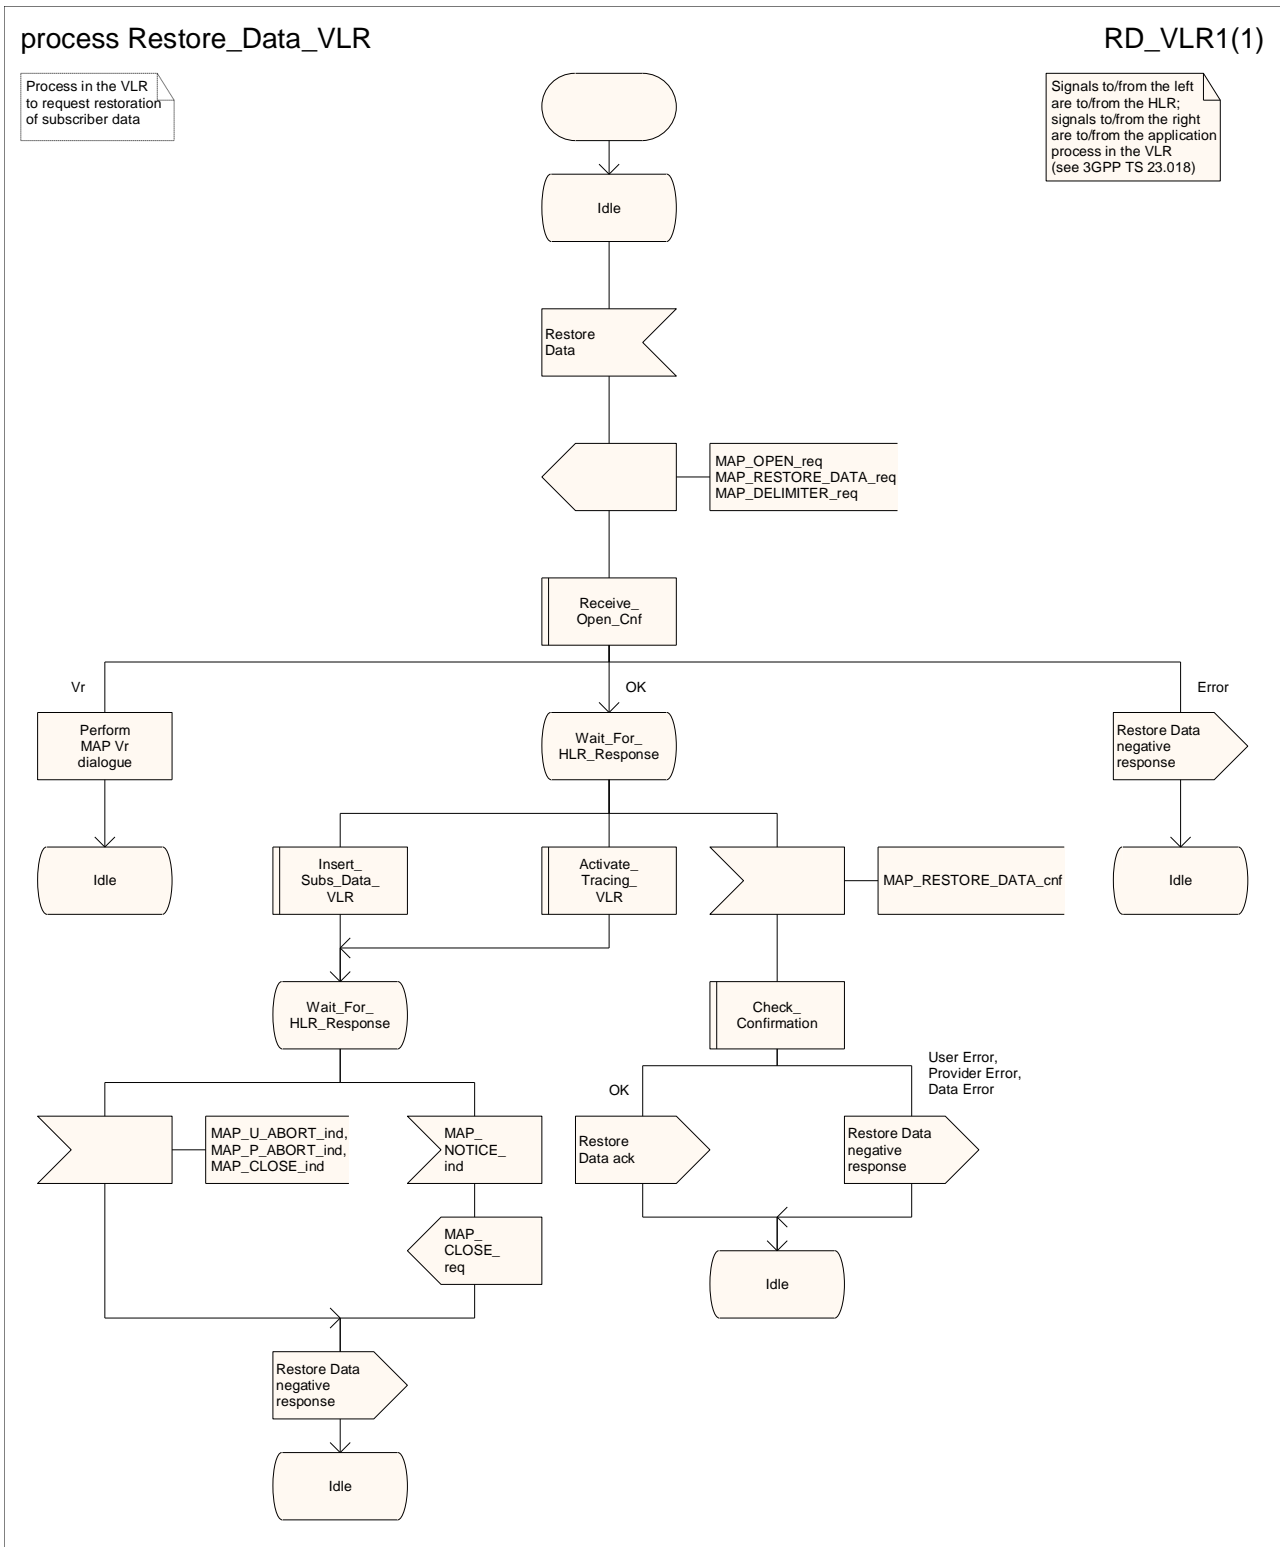 process Restore_Data_VLR
RD_VLR1(1)
Process in the VLR
to request restoration
of subscriber data
Signals to/from the left
are to/from the HLR;
signals to/from the right
are to/from the application
process in the VLR
(see 3GPP TS 23.018)
Idle
Restore
Data
MAP_OPEN_req
MAP_RESTORE_DATA_req
MAP_DELIMITER_req
Receive_
Open_Cnf
Vr
OK
Error
Perform
MAP Vr
dialogue
Wait_For_
HLR_Response
Restore Data
negative
response
Idle
Insert_
Subs_Data_
VLR
Activate_
Tracing_
VLR
MAP_RESTORE_DATA_cnf
Idle
Wait_For_
HLR_Response
Check_
Confirmation
OK
User Error,
Provider Error,
Data Error
MAP_U_ABORT_ind,
MAP_P_ABORT_ind,
MAP_CLOSE_ind
MAP_
NOTICE_
ind
Restore
Data ack
Restore Data
negative
response
MAP_
CLOSE_
req
Idle
Restore Data
negative
response
Idle